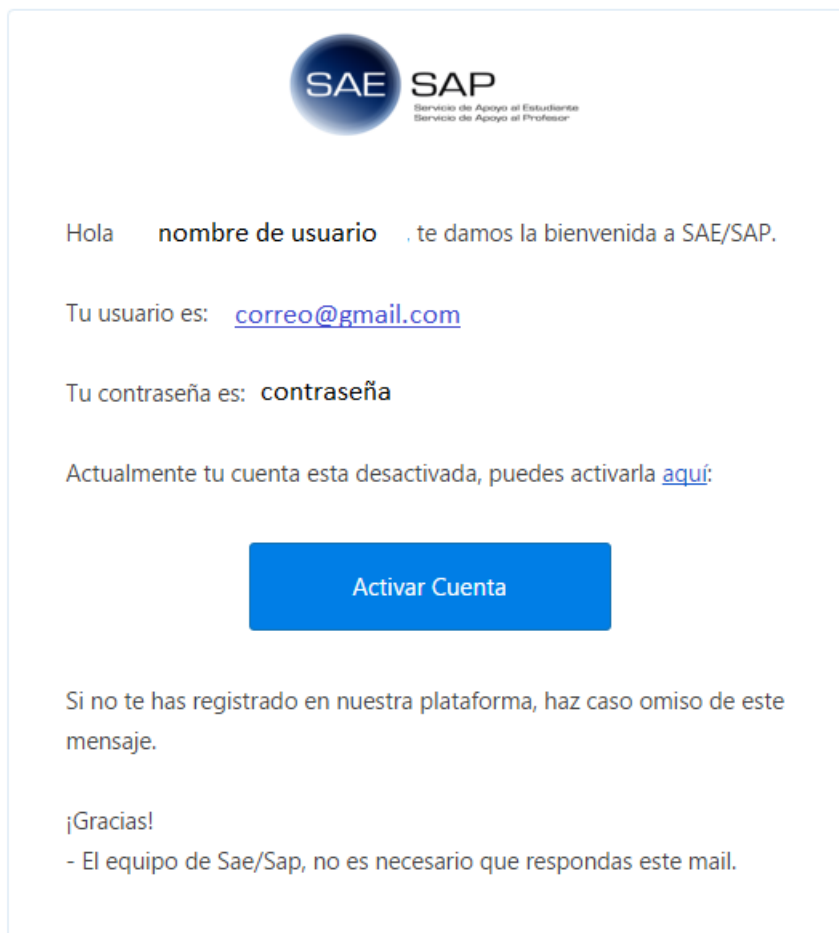 SAE SAP
Servicio de Apoyo al Estudiante
Servicio de Apoyo al Profesor
Hola nombre de usuario , te damos la bienvenida a SAE/SAP.
Tu usuario es: correo@gmail.com
Tu contraseña es: contraseña
Actualmente tu cuenta esta desactivada, puedes activarla aquí:
Activar Cuenta
Si no te has registrado en nuestra plataforma, haz caso omiso de este
mensaje.
¡Gracias!
- El equipo de Sae/Sap, no es necesario que respondas este mail.